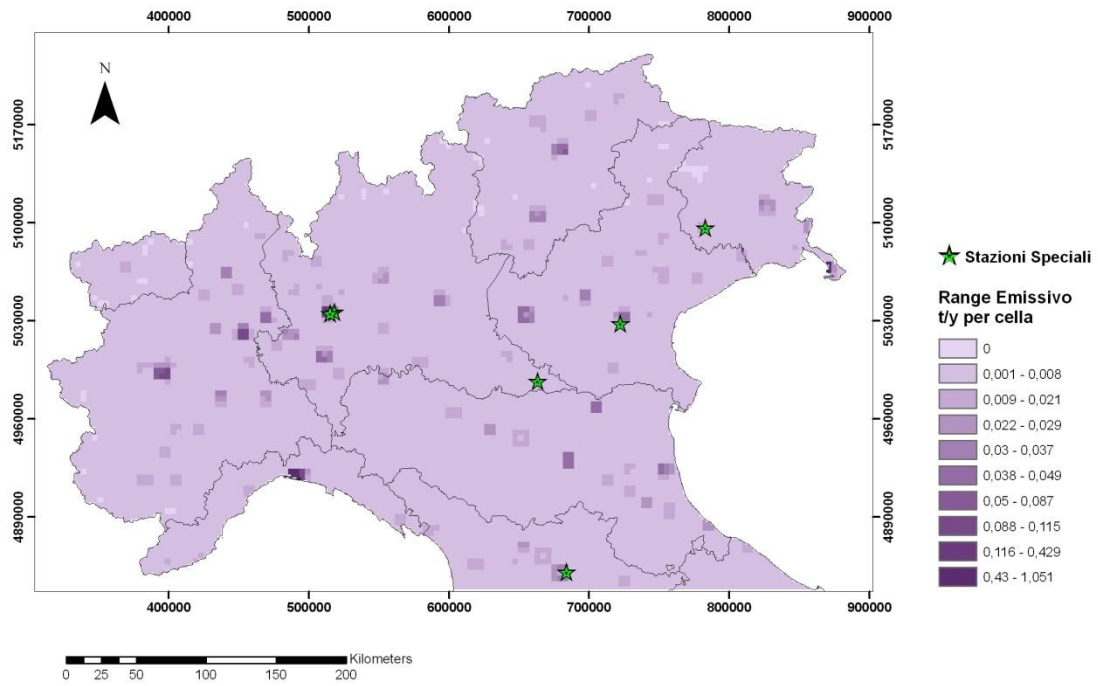 400000 500000 600000 700000 800000 900000
N
5170000 5170000
5100000 5100000
5030000 5030000
4960000 4960000
4890000 4890000
400000 500000 600000 700000 800000 900000
Kilometers
0 25 50 100 150 200
Stazioni Speciali
Range Emissivo
t/y per cella
0
0,001 - 0,008
0,009 - 0,021
0,022 - 0,029
0,03 - 0,037
0,038 - 0,049
0,05 - 0,087
0,088 - 0,115
0,116 - 0,429
0,43 - 1,051